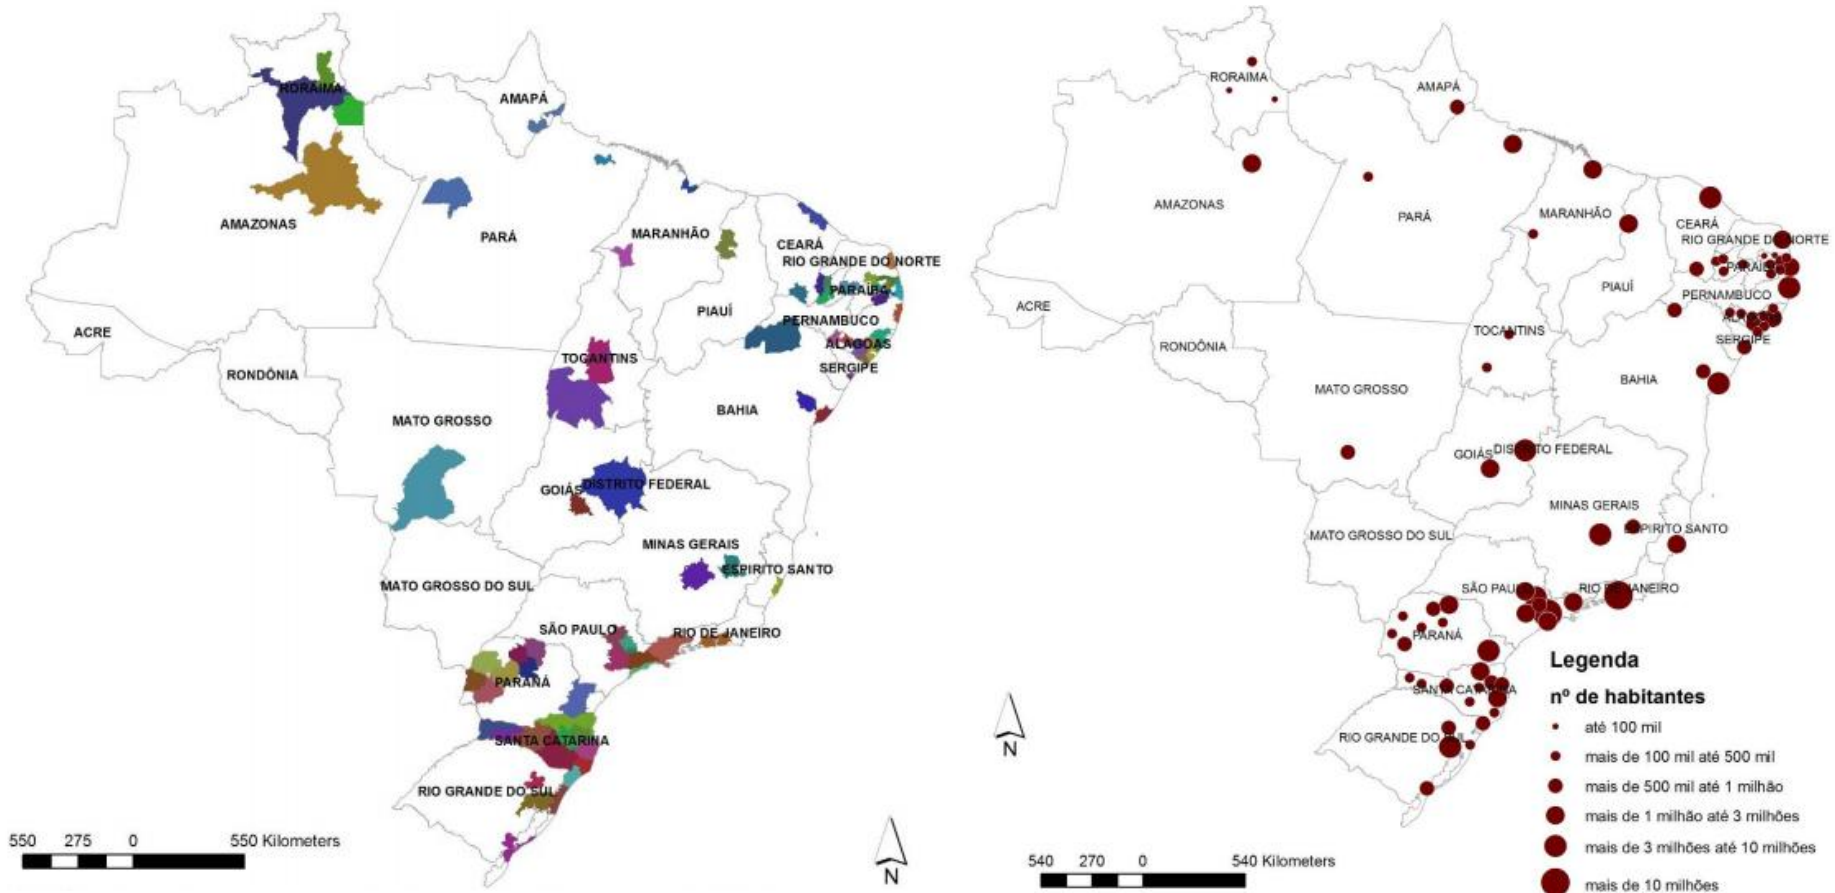 RORAIMA
AMAPÁ
AMAZONAS
PARÁ
MARANHÃO
CEARÁ
RIO GRANDE DO NORTE
PARAÍBA
PIAUÍ
PERNAMBUCO
ACRE
ALAGOAS
TOCANTINS
SERGIPE
RONDÔNIA
BAHIA
MATO GROSSO
GOIÁS
DISTRITO FEDERAL
MINAS GERAIS
ESPIRITO SANTO
MATO GROSSO DO SUL
SÃO PAULO
RIO DE JANEIRO
PARANÁ
SANTA CATARINA
RIO GRANDE DO SUL
550 275 0 550 Kilometers
N
RORAIMA
AMAPÁ
AMAZONAS
PARÁ
MARANHÃO
CEARÁ
RIO GRANDE DO NORTE
PARAÍBA
PIAUÍ
PERNAMBUCO
ACRE
TOCANTINS
SERGIPE
RONDÔNIA
BAHIA
MATO GROSSO
GOIÁS
DISTRITO FEDERAL
MINAS GERAIS
ESPIRITO SANTO
MATO GROSSO DO SUL
SÃO PAULO
RIO DE JANEIRO
PARANÁ
SANTA CATARINA
RIO GRANDE DO SUL
N
540 270 0 540 Kilometers
Legenda
nº de habitantes
até 100 mil
mais de 100 mil até 500 mil
mais de 500 mil até 1 milhão
mais de 1 milhão até 3 milhões
mais de 3 milhões até 10 milhões
mais de 10 milhões